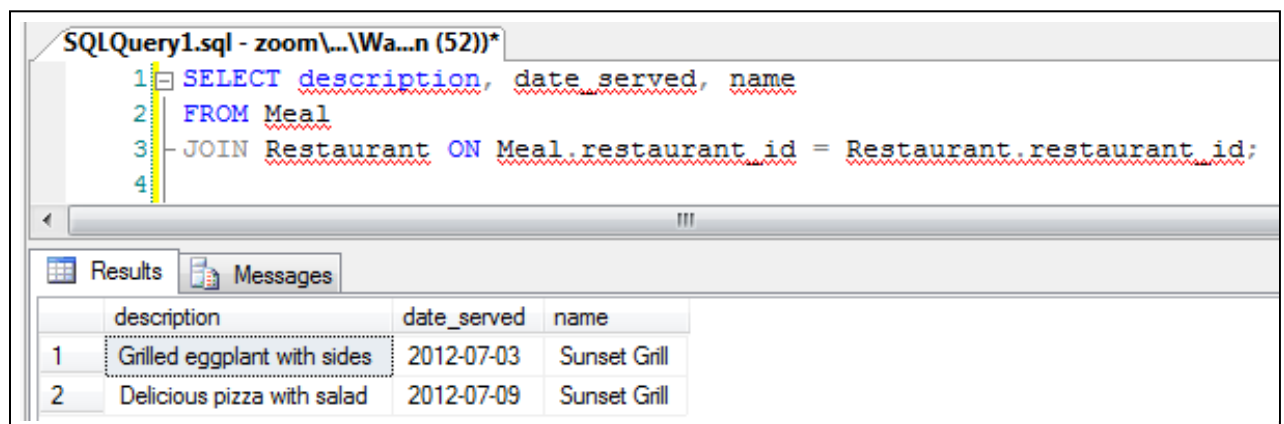 SQLQuery1.sql - zoom\...\Wa...n (52))*
1 SELECT description, date_served, name
2 FROM Meal
3 JOIN Restaurant ON Meal.restaurant_id = Restaurant.restaurant_id;
4
Results Messages
description date_served name
1 Grilled eggplant with sides 2012-07-03 Sunset Grill
2 Delicious pizza with salad 2012-07-09 Sunset Grill